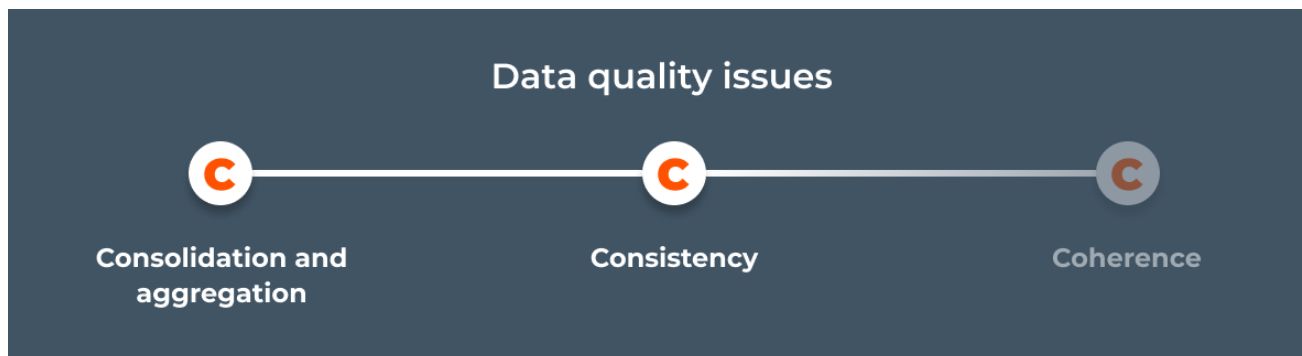 Data quality issues
C
C
C
Consolidation and
aggregation
Consistency
Coherence